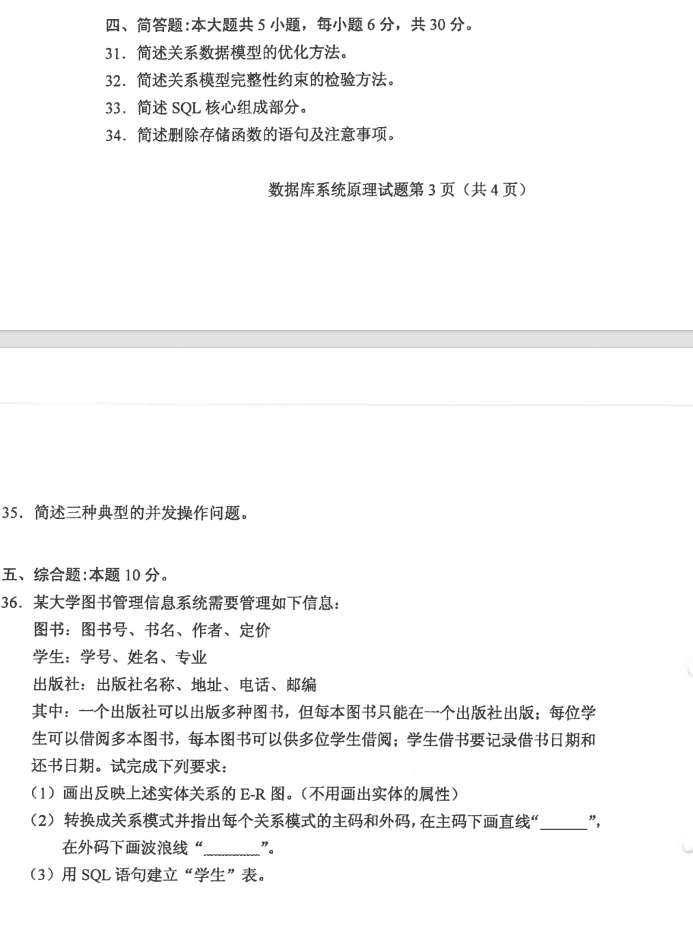 四、简答题:本大题共 5 小题，每小题 6 分，共 30 分。
31．简述关系数据模型的优化方法。
32．简述关系模型完整性约束的检验方法。
33．简述 SQL 核心组成部分。
34．简述删除存储函数的语句及注意事项。
数据库系统原理试题第 3 页（共 4 页）
35．简述三种典型的并发操作问题。
五、综合题:本题 10 分。
36．某大学图书管理信息系统需要管理如下信息：
图书：图书号、书名、作者、定价
学生：学号、姓名、专业
出版社：出版社名称、地址、电话、邮编
其中：一个出版社可以出版多种图书，但每本图书只能在一个出版社出版；每位学
生可以借阅多本图书，每本图书可以供多位学生借阅；学生借书要记录借书日期和
还书日期。试完成下列要求：
（1）画出反映上述实体关系的 E-R 图。（不用画出实体的属性）
（2）转换成关系模式并指出每个关系模式的主码和外码，在主码下画直线“______”，
在外码下画波浪线“______”。
（3）用 SQL 语句建立“学生”表。